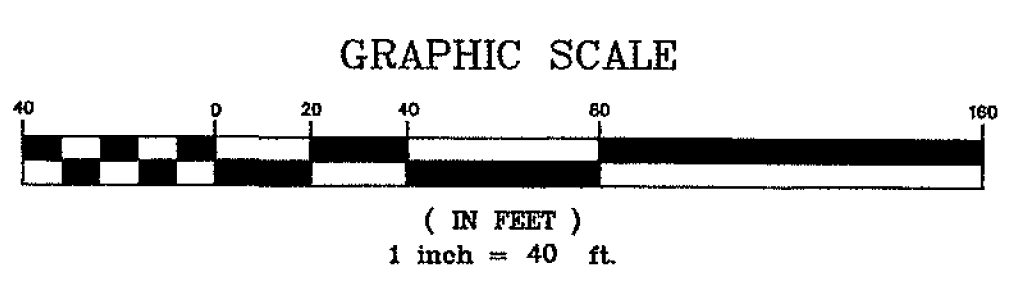 GRAPHIC SCALE
40 0 20 40 80 160
( IN FEET )
1 inch = 40 ft.